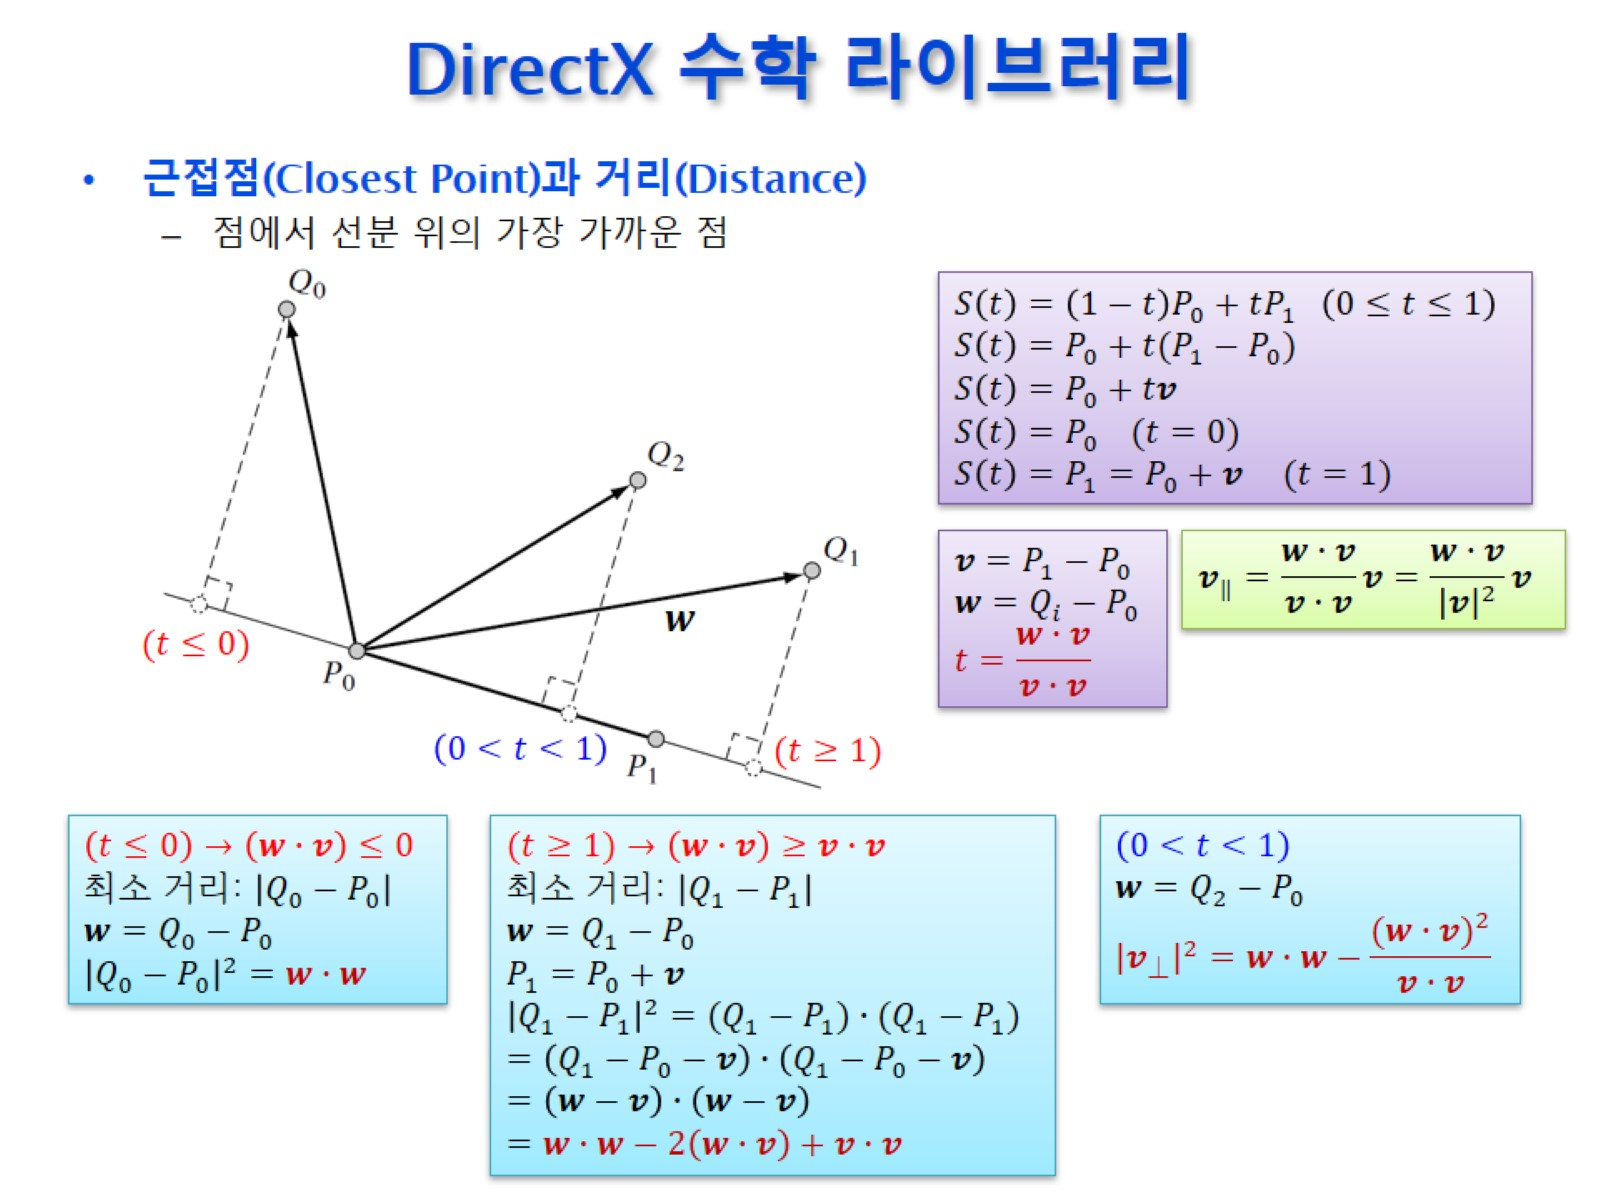 DirectX 수학 라이브러리
• 근접점(Closest Point)과 거리(Distance)
– 점에서 선분 위의 가장 가까운 점
Q₀
Q₂
Q₁
w
(t ≤ 0)
P₀
(0 < t < 1)
P₁
(t ≥ 1)
S(t) = (1 − t)P₀ + tP₁ (0 ≤ t ≤ 1)
S(t) = P₀ + t(P₁ − P₀)
S(t) = P₀ + tv
S(t) = P₀ (t = 0)
S(t) = P₁ = P₀ + v (t = 1)
v = P₁ − P₀
w = Qᵢ − P₀
t = (w · v)/(v · v)
v∥ = (w · v)/(v · v) v = (w · v)/|v|² v
(t ≤ 0) → (w · v) ≤ 0
최소 거리: |Q₀ − P₀|
w = Q₀ − P₀
|Q₀ − P₀|² = w · w
(t ≥ 1) → (w · v) ≥ v · v
최소 거리: |Q₁ − P₁|
w = Q₁ − P₀
P₁ = P₀ + v
|Q₁ − P₁|² = (Q₁ − P₁) · (Q₁ − P₁)
= (Q₁ − P₀ − v) · (Q₁ − P₀ − v)
= (w − v) · (w − v)
= w · w − 2(w · v) + v · v
(0 < t < 1)
w = Q₂ − P₀
|v⊥|² = w · w − (w · v)²/(v · v)